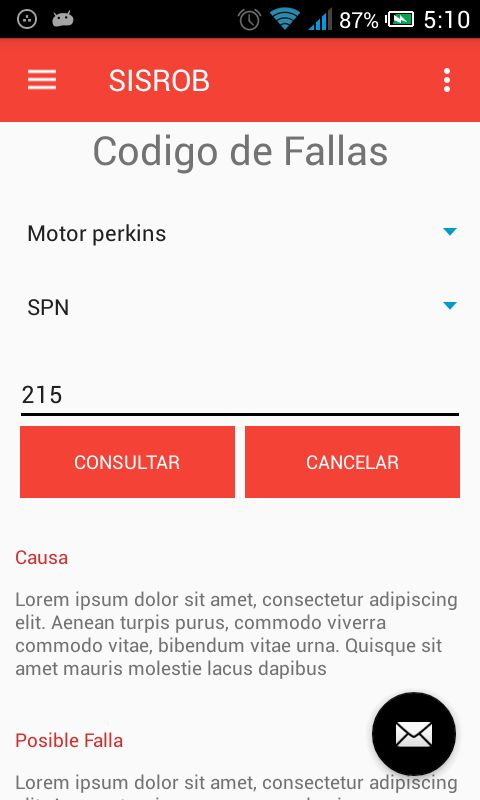 87% 5:10
SISROB
Codigo de Fallas
Motor perkins
SPN
215
CONSULTAR CANCELAR
Causa
Lorem ipsum dolor sit amet, consectetur adipiscing
elit. Aenean turpis purus, commodo viverra
commodo vitae, bibendum vitae urna. Quisque sit
amet mauris molestie lacus dapibus
Posible Falla
Lorem ipsum dolor sit amet, consectetur adipiscing